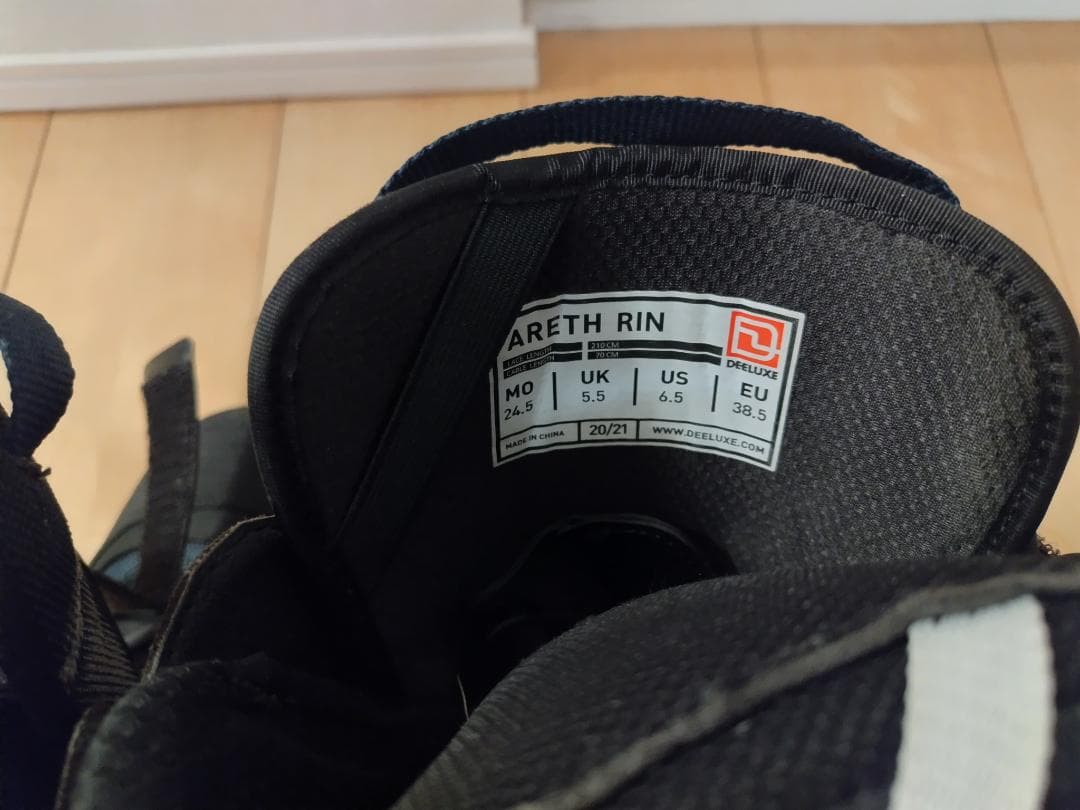 ARETH RIN
LACE LENGTH 210 CM
CABLE LENGTH 70 CM
DEELUXE
MO UK US EU
24.5 5.5 6.5 38.5
MADE IN CHINA 20/21 WWW.DEELUXE.COM